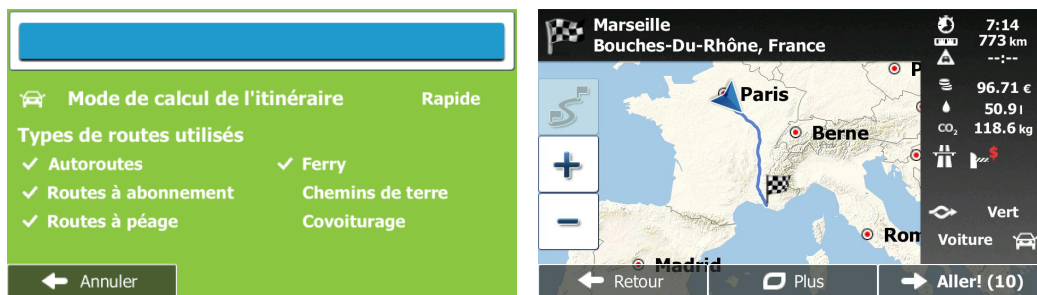 Mode de calcul de l'itinéraire Rapide
Types de routes utilisés
Autoroutes Ferry
Routes à abonnement Chemins de terre
Routes à péage Covoiturage
Annuler
Marseille
Bouches-Du-Rhône, France
7:14
773 km
--:--
96.71 €
50.9 l
CO2 118.6 kg
$
Vert
Voiture
P
Paris
Berne
Rom
Madrid
Retour Plus Aller! (10)